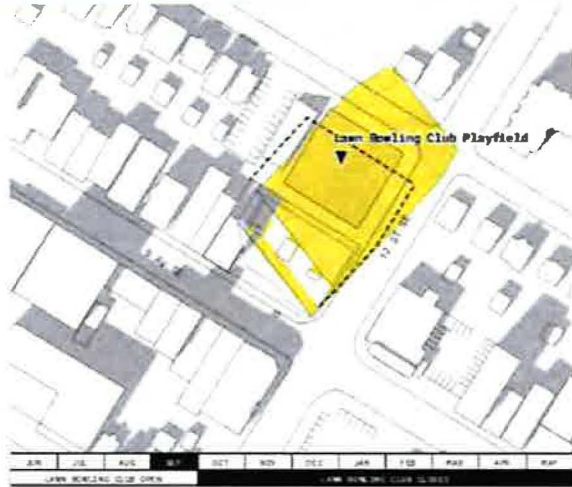 Lawn Bowling Club Playfield
JUN JUL AUG SEP OCT NOV DEC JAN FEB MAR APR MAY
LAWN BOWLING CLUB OPEN LAWN BOWLING CLUB CLOSED